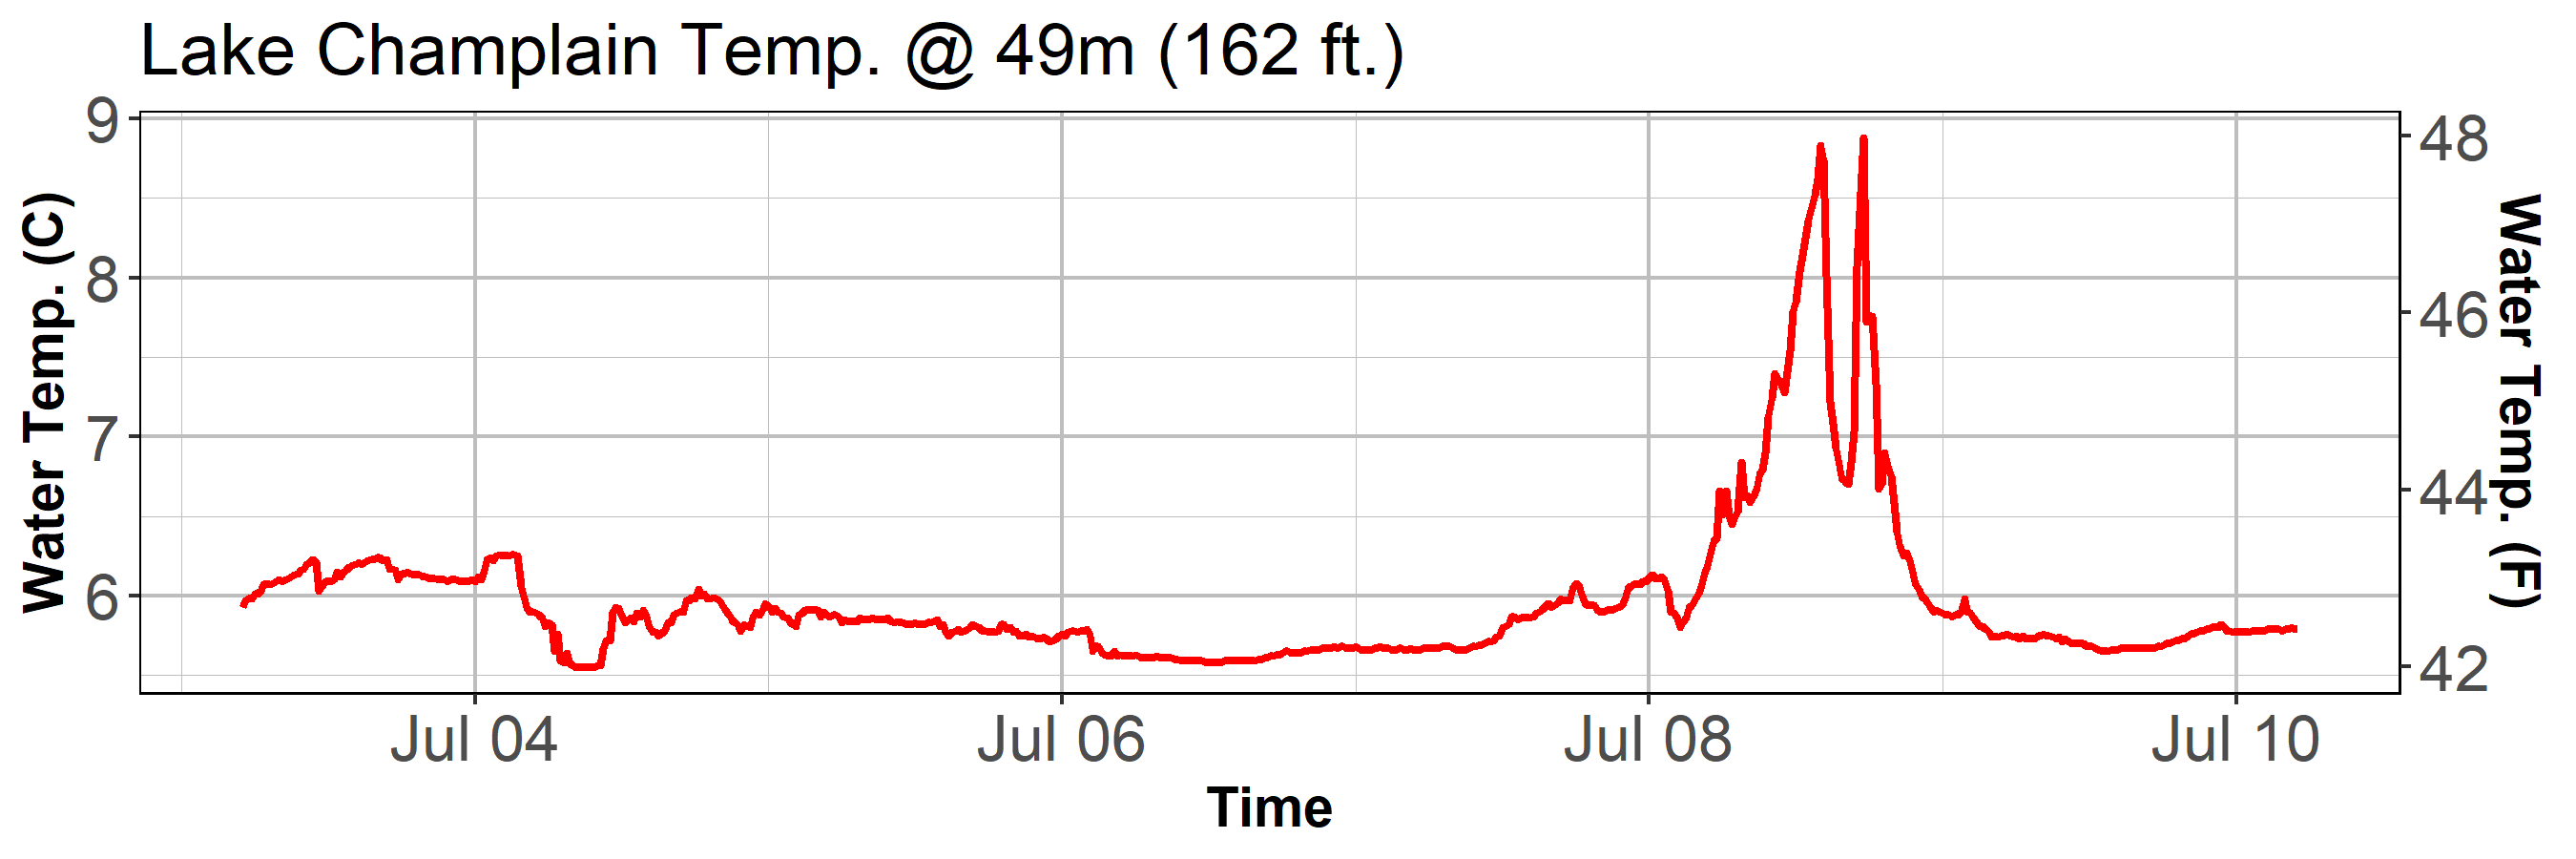 Lake Champlain Temp. @ 49m (162 ft.)
Water Temp. (C)
9
8
7
6
48
46
44
42
Water Temp. (F)
Jul 04
Jul 06
Jul 08
Jul 10
Time